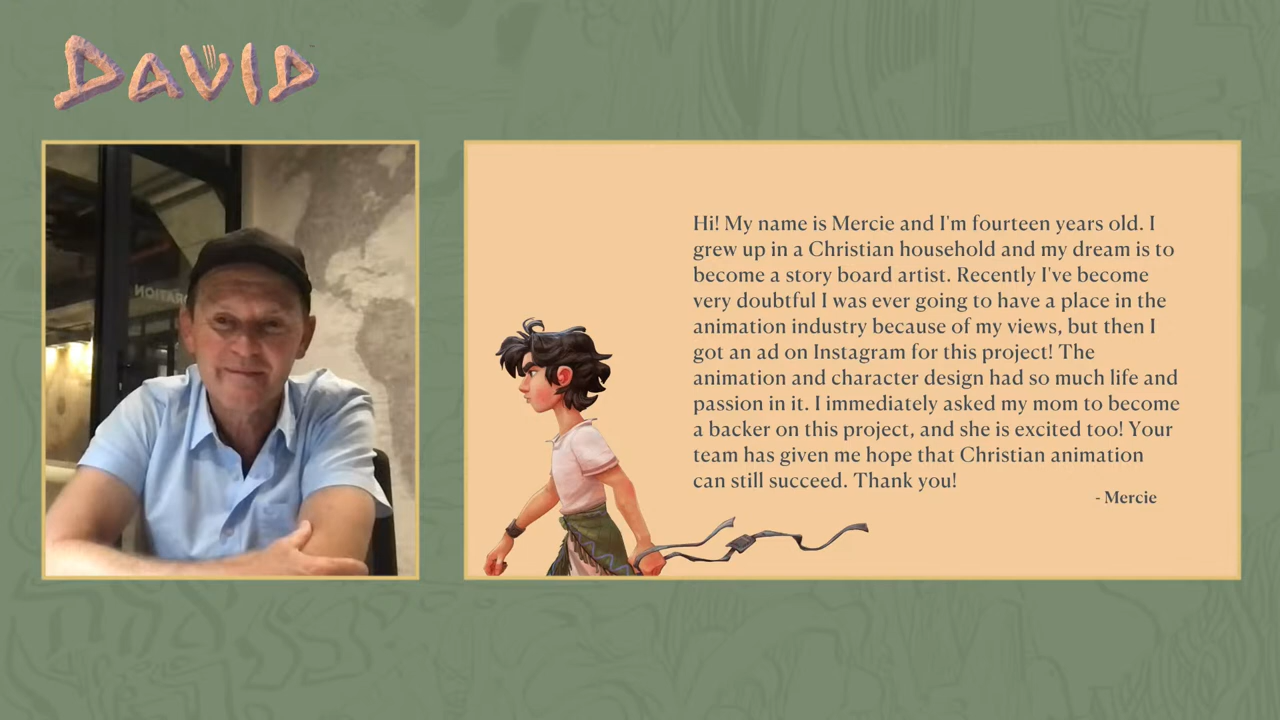 DAVID
NOITARO
Hi! My name is Mercie and I'm fourteen years old. I
grew up in a Christian household and my dream is to
become a story board artist. Recently I've become
very doubtful I was ever going to have a place in the
animation industry because of my views, but then I
got an ad on Instagram for this project! The
animation and character design had so much life and
passion in it. I immediately asked my mom to become
a backer on this project, and she is excited too! Your
team has given me hope that Christian animation
can still succeed. Thank you!
- Mercie